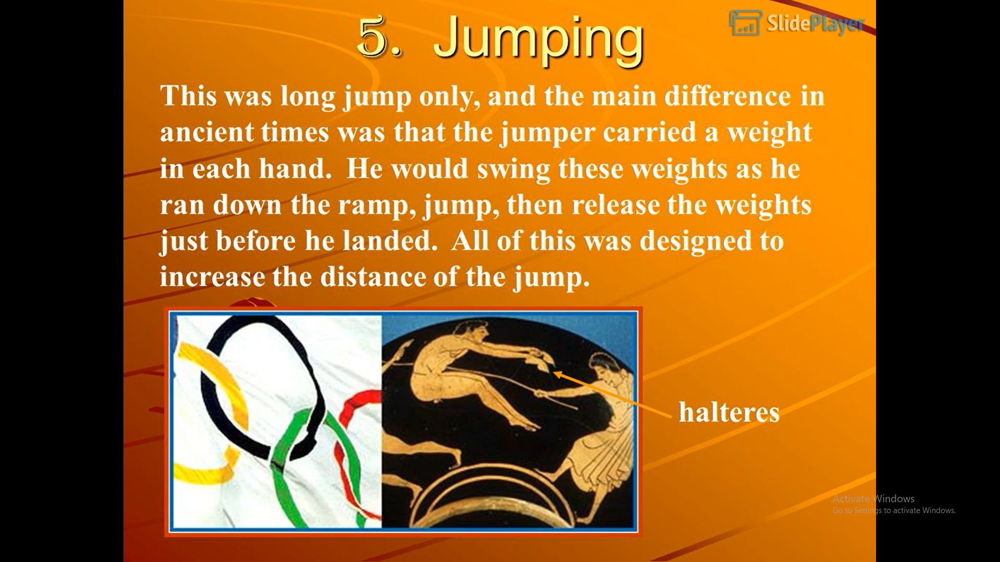 5. Jumping
SlidePlayer
This was long jump only, and the main difference in
ancient times was that the jumper carried a weight
in each hand. He would swing these weights as he
ran down the ramp, jump, then release the weights
just before he landed. All of this was designed to
increase the distance of the jump.
halteres
Activate Windows
Go to Settings to activate Windows.